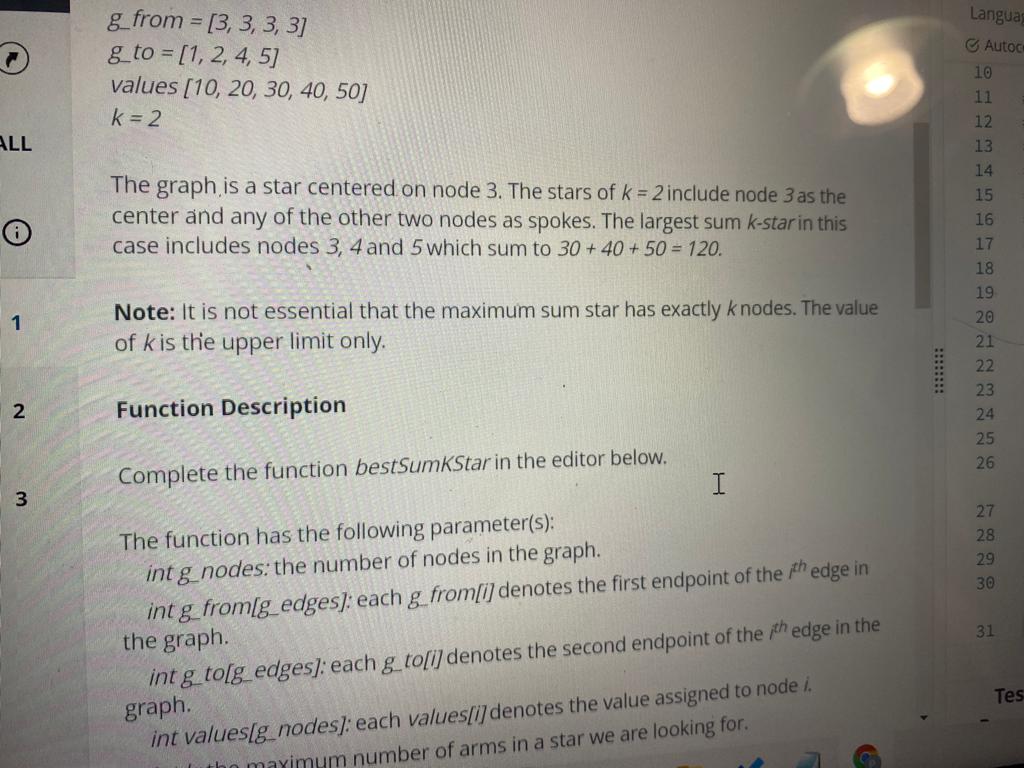 g_from = [3, 3, 3, 3]
g_to = [1, 2, 4, 5]
values [10, 20, 30, 40, 50]
k = 2
The graph is a star centered on node 3. The stars of k = 2 include node 3 as the
center and any of the other two nodes as spokes. The largest sum k-star in this
case includes nodes 3, 4 and 5 which sum to 30 + 40 + 50 = 120.
Note: It is not essential that the maximum sum star has exactly k nodes. The value
of k is the upper limit only.
Function Description
Complete the function bestSumKStar in the editor below.
The function has the following parameter(s):
int g_nodes: the number of nodes in the graph.
int g_from[g_edges]: each g_from[i] denotes the first endpoint of the ith edge in
the graph.
int g_to[g_edges]: each g_to[i] denotes the second endpoint of the ith edge in the
graph.
int values[g_nodes]: each values[i] denotes the value assigned to node i.
the maximum number of arms in a star we are looking for.
ALL
1
2
3
Langua
Autoc
10
11
12
13
14
15
16
17
18
19
20
21
22
23
24
25
26
27
28
29
30
31
Tes